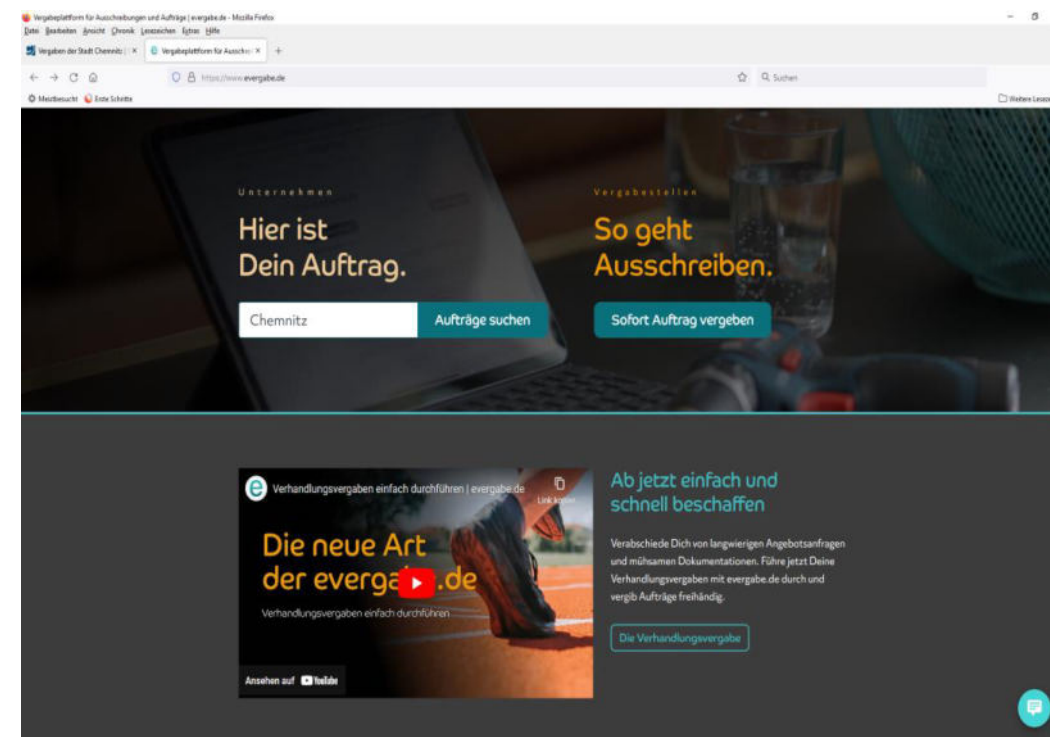 Vergabeplattform für Ausschreibungen und Aufträge | evergabe.de - Mozilla Firefox
Datei Bearbeiten Ansicht Chronik Lesezeichen Extras Hilfe
Vergaben der Stadt Chemnitz | × Vergabeplattform für Ausschre × +
https://www.evergabe.de
Suchen
Meistbesucht Erste Schritte
Weitere Lesez
Unternehmen
Hier ist
Dein Auftrag.
Chemnitz
Aufträge suchen
Vergabestellen
So geht
Ausschreiben.
Sofort Auftrag vergeben
Verhandlungsvergaben einfach durchführen | evergabe.de
Link kopier
Die neue Art
der everga .de
Verhandlungsvergaben einfach durchführen
Ansehen auf YouTube
Ab jetzt einfach und
schnell beschaffen
Verabschiede Dich von langwierigen Angebotsanfragen
und mühsamen Dokumentationen. Führe jetzt Deine
Verhandlungsvergaben mit evergabe.de durch und
vergib Aufträge freihändig.
Die Verhandlungsvergabe